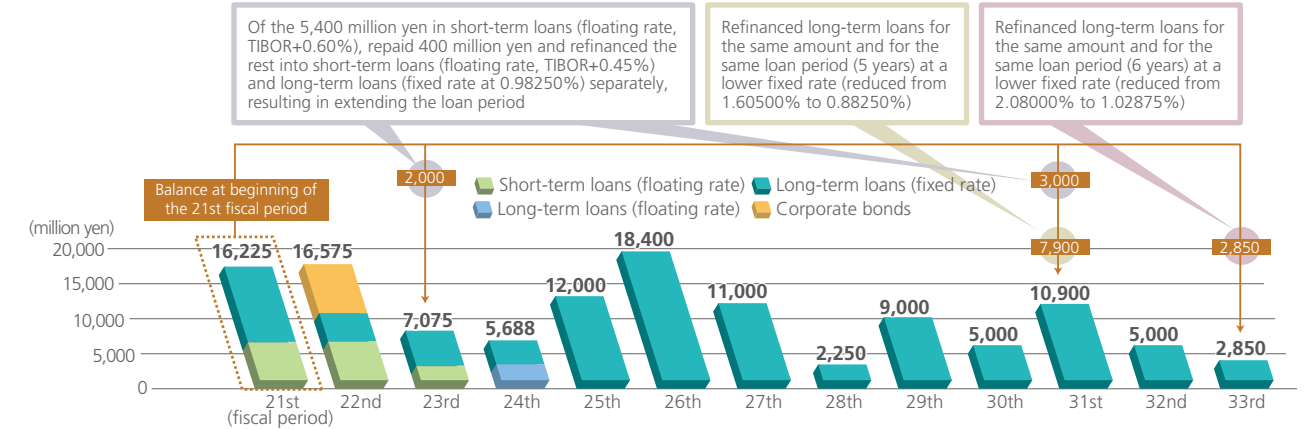 Of the 5,400 million yen in short-term loans (floating rate,
TIBOR+0.60%), repaid 400 million yen and refinanced the
rest into short-term loans (floating rate, TIBOR+0.45%)
and long-term loans (fixed rate at 0.98250%) separately,
resulting in extending the loan period
Refinanced long-term loans for
the same amount and for the
same loan period (5 years) at a
lower fixed rate (reduced from
1.60500% to 0.88250%)
Refinanced long-term loans for
the same amount and for the
same loan period (6 years) at a
lower fixed rate (reduced from
2.08000% to 1.02875%)
Balance at beginning of
the 21st fiscal period
2,000
3,000
7,900
2,850
Short-term loans (floating rate)
Long-term loans (fixed rate)
Long-term loans (floating rate)
Corporate bonds
(million yen)
20,000
15,000
10,000
5,000
0
16,225
16,575
7,075
5,688
12,000
18,400
11,000
2,250
9,000
5,000
10,900
5,000
2,850
21st
22nd
23rd
24th
25th
26th
27th
28th
29th
30th
31st
32nd
33rd
(fiscal period)